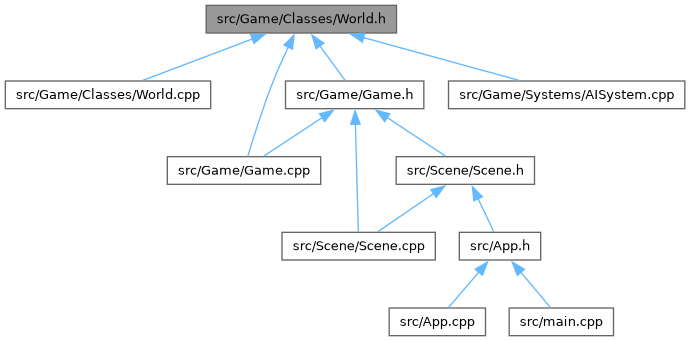 src/Game/Classes/World.h
src/Game/Classes/World.cpp
src/Game/Game.h
src/Game/Systems/AISystem.cpp
src/Game/Game.cpp
src/Scene/Scene.h
src/Scene/Scene.cpp
src/App.h
src/App.cpp
src/main.cpp